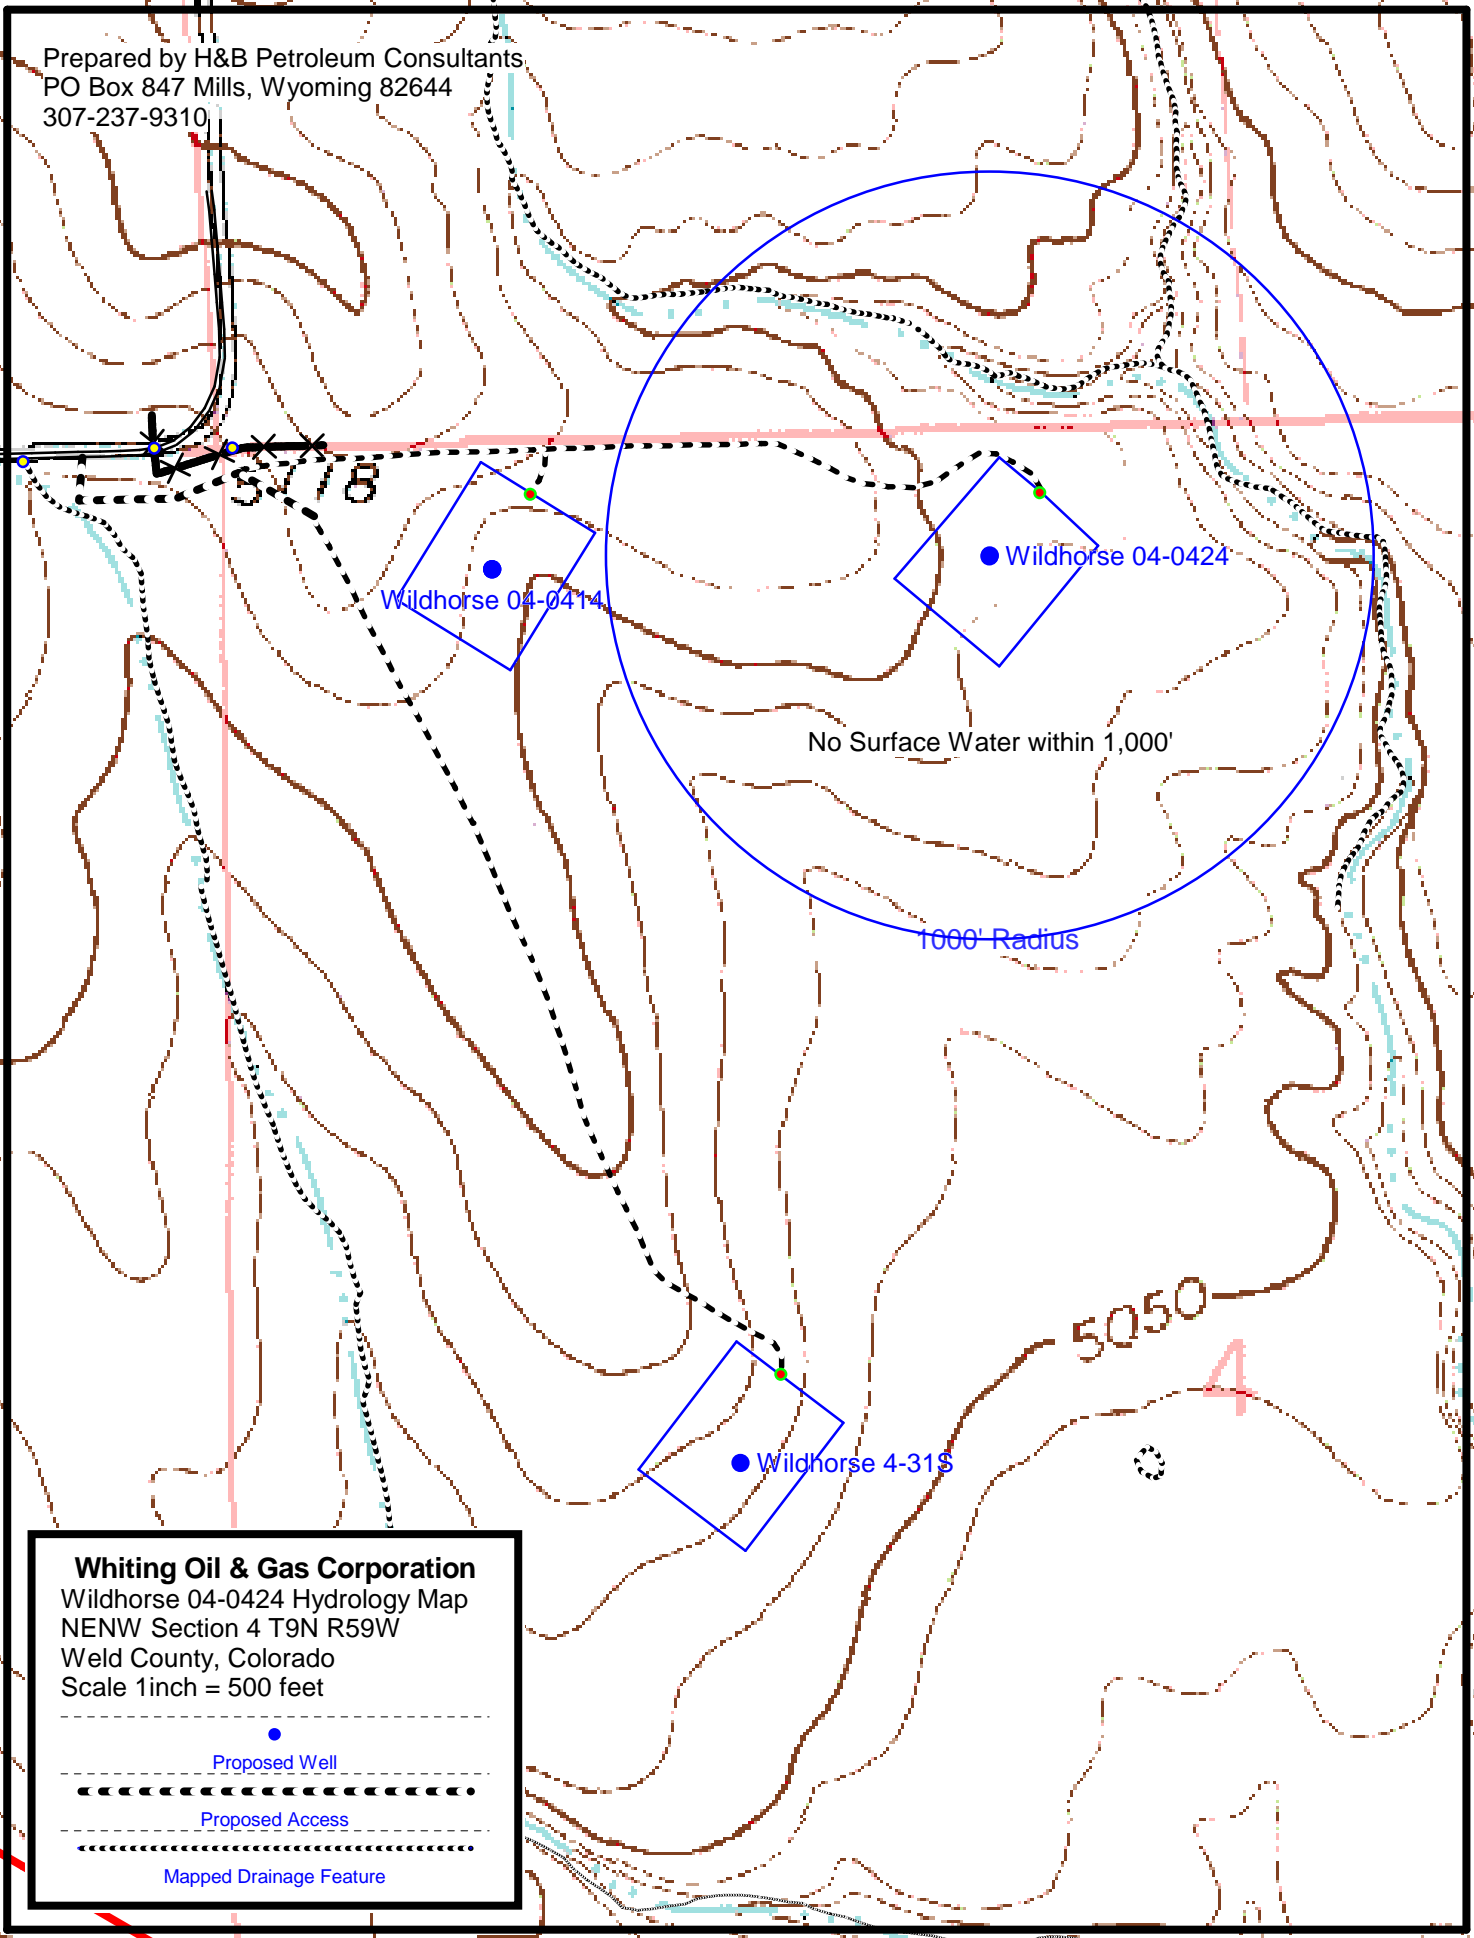 Prepared by H&B Petroleum Consultants
PO Box 847 Mills, Wyoming 82644
307-237-9310
5118
Wildhorse 04-0424
Wildhorse 04-0414
No Surface Water within 1,000'
1000' Radius
5050
4
Wildhorse 4-31S
Whiting Oil & Gas Corporation
Wildhorse 04-0424 Hydrology Map
NENW Section 4 T9N R59W
Weld County, Colorado
Scale 1inch = 500 feet
Proposed Well
Proposed Access
Mapped Drainage Feature